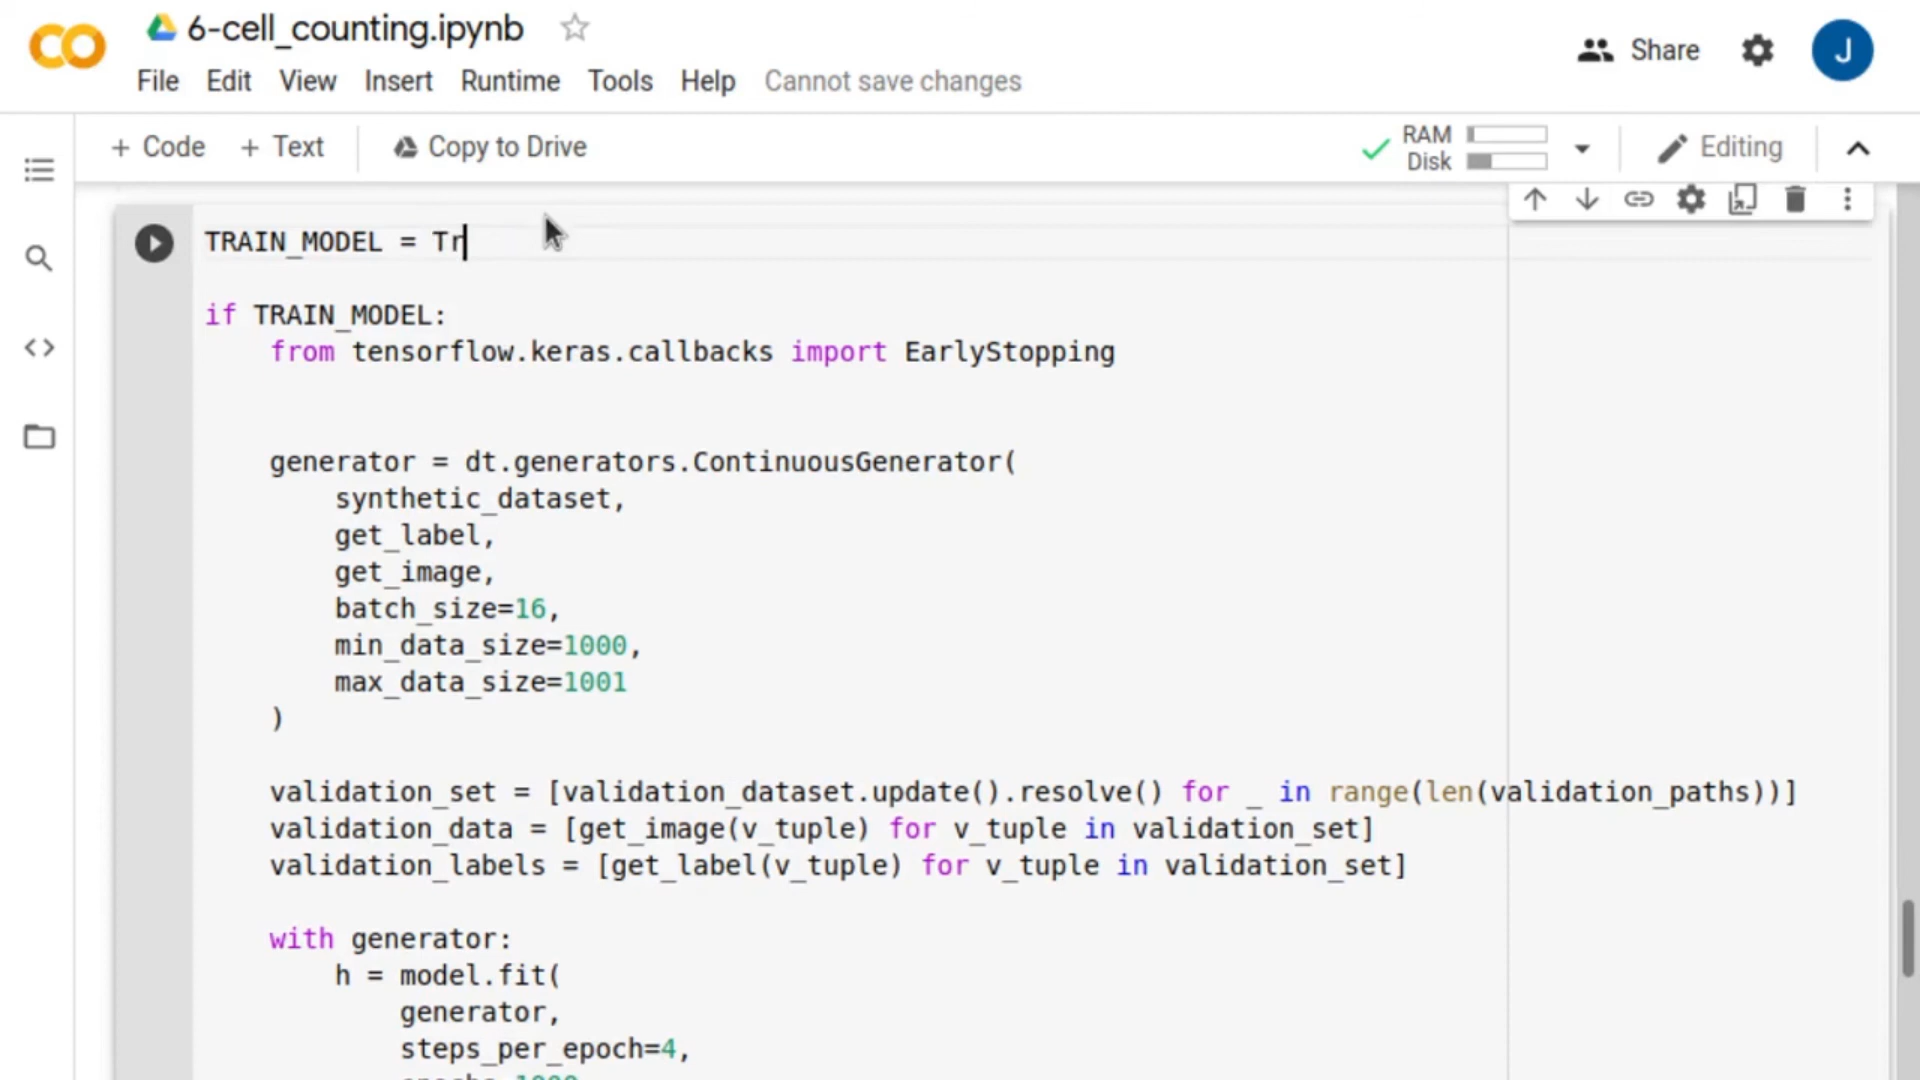 6-cell_counting.ipynb
File Edit View Insert Runtime Tools Help Cannot save changes
Share
J
+ Code + Text Copy to Drive
RAM
Disk
Editing
TRAIN_MODEL = Tr
if TRAIN_MODEL:
    from tensorflow.keras.callbacks import EarlyStopping
    generator = dt.generators.ContinuousGenerator(
        synthetic_dataset,
        get_label,
        get_image,
        batch_size=16,
        min_data_size=1000,
        max_data_size=1001
    )
    validation_set = [validation_dataset.update().resolve() for _ in range(len(validation_paths))]
    validation_data = [get_image(v_tuple) for v_tuple in validation_set]
    validation_labels = [get_label(v_tuple) for v_tuple in validation_set]
    with generator:
        h = model.fit(
            generator,
            steps_per_epoch=4,